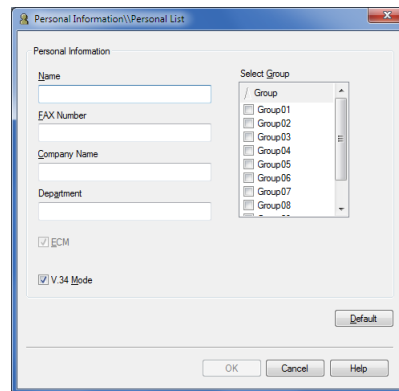 Personal Information\\Personal List
Personal Information
Name
FAX Number
Company Name
Department
ECM
V.34 Mode
Select Group
/ Group
Group01
Group02
Group03
Group04
Group05
Group06
Group07
Group08
Default
OK
Cancel
Help